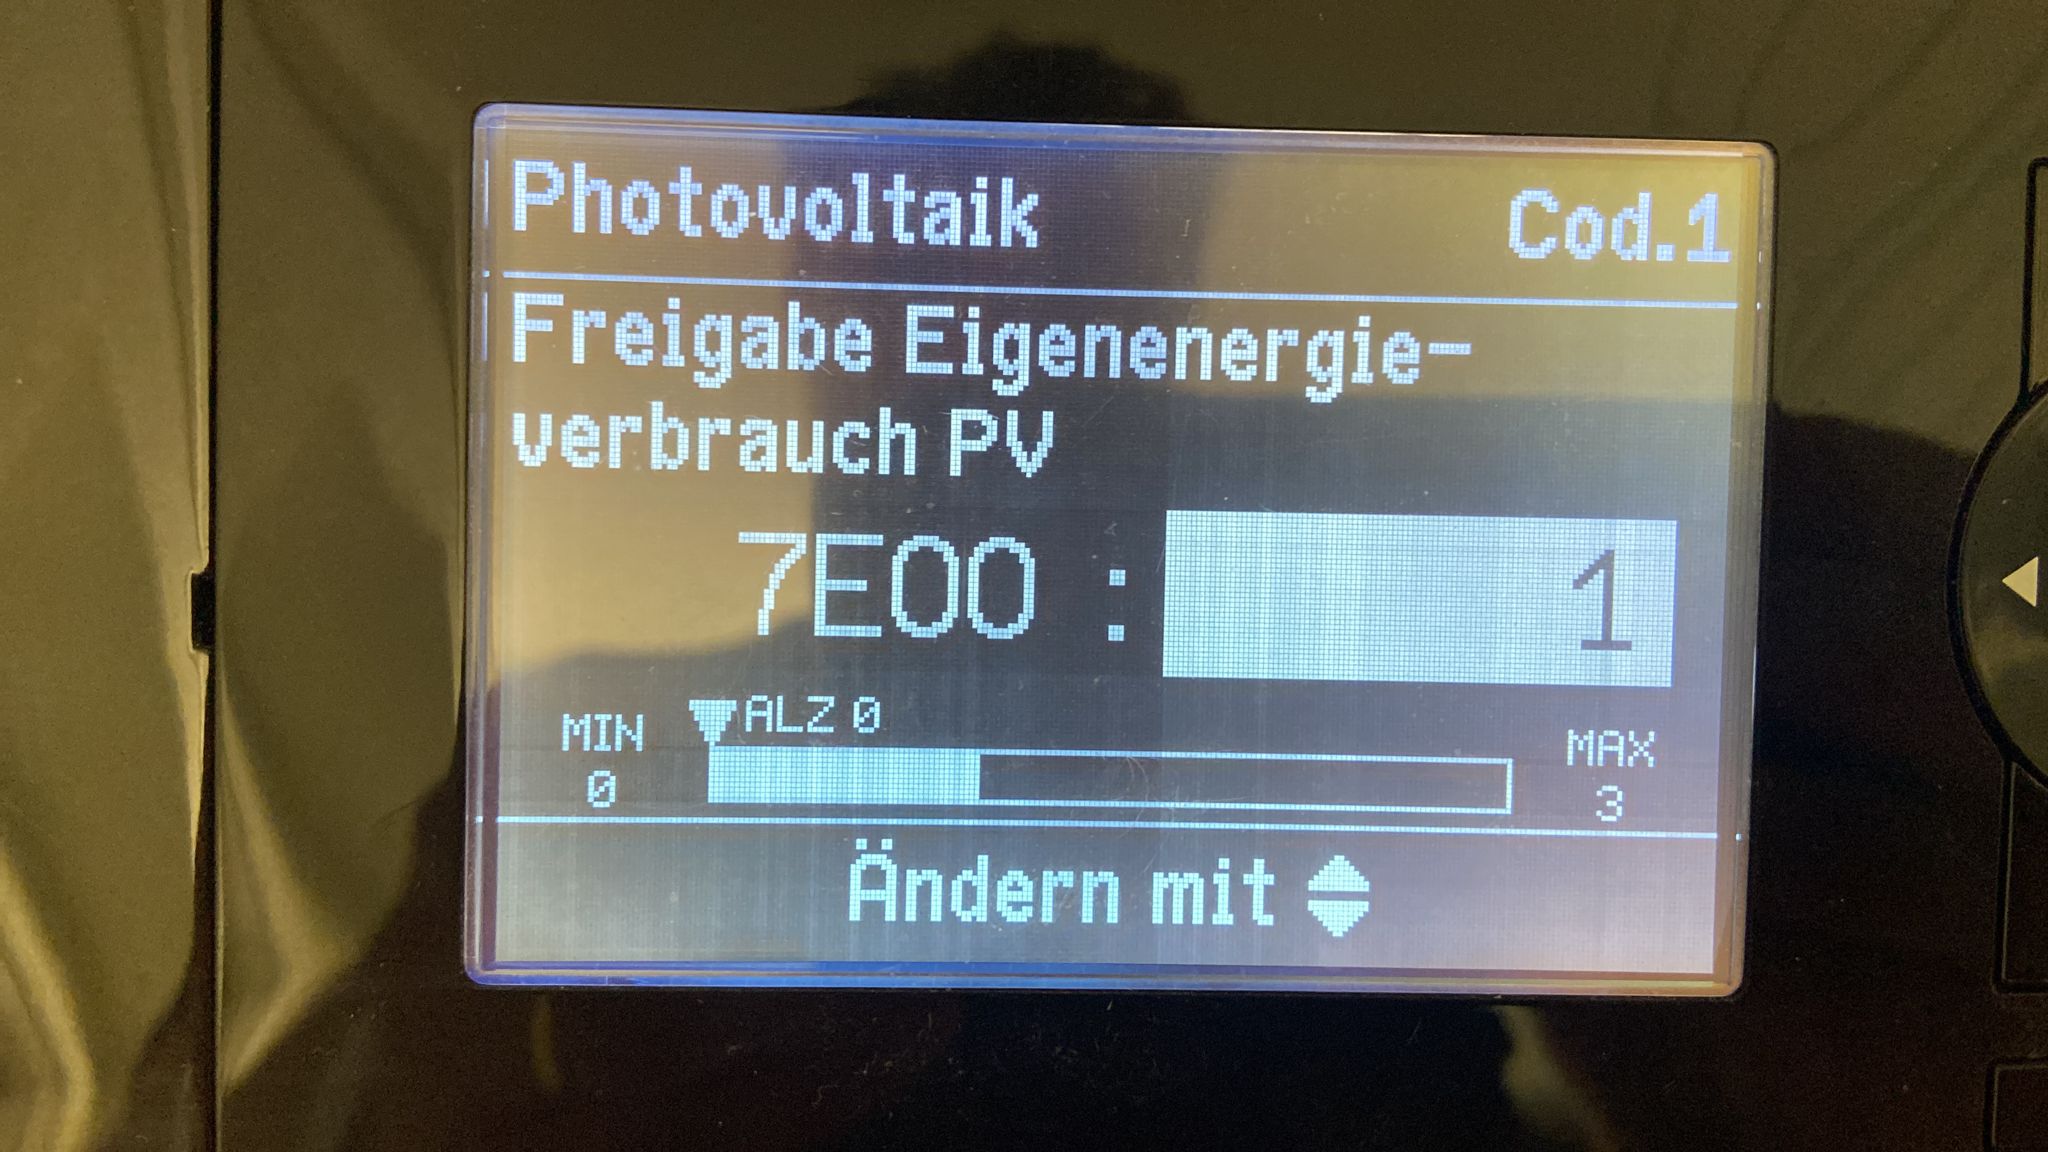 Photovoltaik Cod.1
Freigabe Eigenenergie-
verbrauch PV
7E00 : 1
MIN ALZ 0 MAX
0 3
Ändern mit